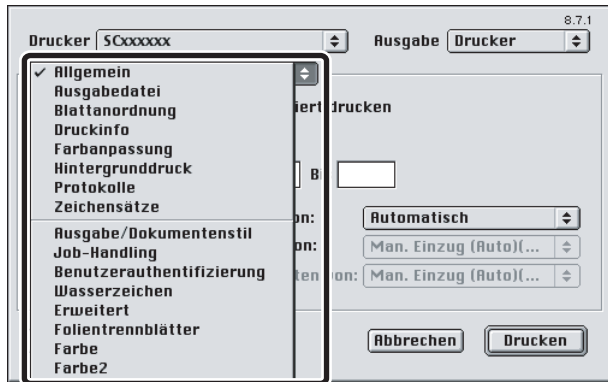 8.7.1
Drucker SCxxxxxx Ausgabe Drucker
✓ Allgemein
Ausgabedatei
Blattanordnung
iert drucken
Druckinfo
Farbanpassung
Hintergrunddruck
Protokolle
Zeichensätze
on: Automatisch
Ausgabe/Dokumentenstil
Job-Handling
on: Man. Einzug (Auto)(...
Benutzerauthentifizierung
ten von: Man. Einzug (Auto)(...
Wasserzeichen
Erweitert
Folientrennblätter
Farbe
Farbe2
Abbrechen Drucken